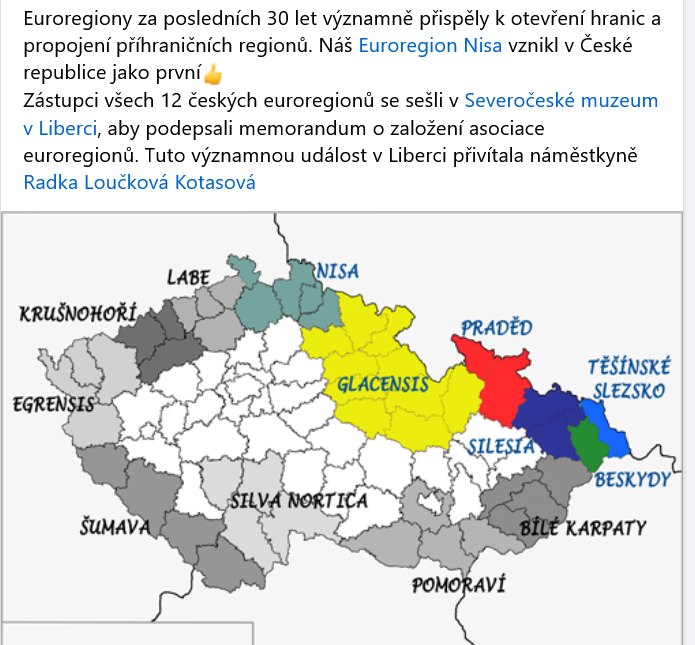 Euroregiony za posledních 30 let významně přispěly k otevření hranic a
propojení příhraničních regionů. Náš Euroregion Nisa vznikl v České
republice jako první👍
Zástupci všech 12 českých euroregionů se sešli v Severočeské muzeum
v Liberci, aby podepsali memorandum o založení asociace
euroregionů. Tuto významnou událost v Liberci přivítala náměstkyně
Radka Loučková Kotasová
LABE
NISA
KRUŠNOHOŘÍ
PRADĚD
TĚŠÍNSKÉ
SLEZSKO
GLACENSIS
EGRENSIS
SILESIA
BESKYDY
SILVA NORTICA
ŠUMAVA
BÍLÉ KARPATY
POMORAVÍ